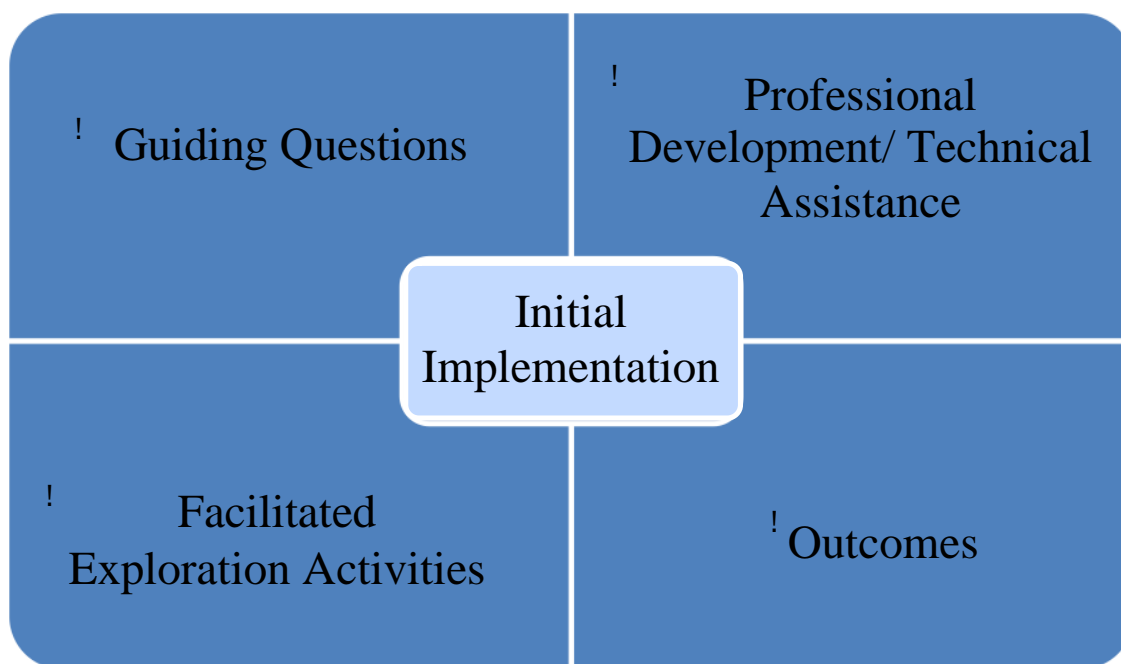 ! Guiding Questions
! Professional
Development/ Technical
Assistance
Initial
Implementation
! Facilitated
Exploration Activities
! Outcomes